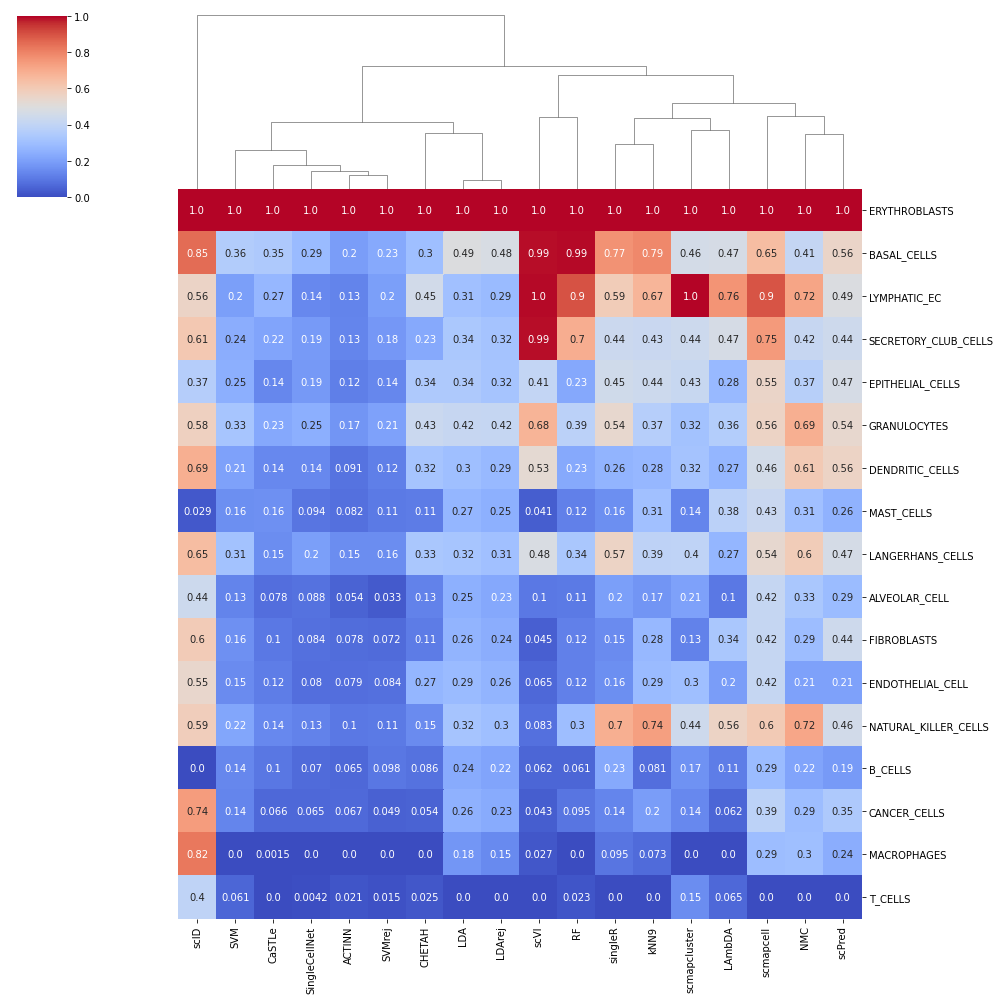 1.0
0.8
0.6
0.4
0.2
0.0
1.0 1.0 1.0 1.0 1.0 1.0 1.0 1.0 1.0 1.0 1.0 1.0 1.0 1.0 1.0 1.0 1.0 1.0 ERYTHROBLASTS
0.85 0.36 0.35 0.29 0.2 0.23 0.3 0.49 0.48 0.99 0.99 0.77 0.79 0.46 0.47 0.65 0.41 0.56 BASAL_CELLS
0.56 0.2 0.27 0.14 0.13 0.2 0.45 0.31 0.29 1.0 0.9 0.59 0.67 1.0 0.76 0.9 0.72 0.49 LYMPHATIC_EC
0.61 0.24 0.22 0.19 0.13 0.18 0.23 0.34 0.32 0.99 0.7 0.44 0.43 0.44 0.47 0.75 0.42 0.44 SECRETORY_CLUB_CELLS
0.37 0.25 0.14 0.19 0.12 0.14 0.34 0.34 0.32 0.41 0.23 0.45 0.44 0.43 0.28 0.55 0.37 0.47 EPITHELIAL_CELLS
0.58 0.33 0.23 0.25 0.17 0.21 0.43 0.42 0.42 0.68 0.39 0.54 0.37 0.32 0.36 0.56 0.69 0.54 GRANULOCYTES
0.69 0.21 0.14 0.14 0.091 0.12 0.32 0.3 0.29 0.53 0.23 0.26 0.28 0.32 0.27 0.46 0.61 0.56 DENDRITIC_CELLS
0.029 0.16 0.16 0.094 0.082 0.11 0.11 0.27 0.25 0.041 0.12 0.16 0.31 0.14 0.38 0.43 0.31 0.26 MAST_CELLS
0.65 0.31 0.15 0.2 0.15 0.16 0.33 0.32 0.31 0.48 0.34 0.57 0.39 0.4 0.27 0.54 0.6 0.47 LANGERHANS_CELLS
0.44 0.13 0.078 0.088 0.054 0.033 0.13 0.25 0.23 0.1 0.11 0.2 0.17 0.21 0.1 0.42 0.33 0.29 ALVEOLAR_CELL
0.6 0.16 0.1 0.084 0.078 0.072 0.11 0.26 0.24 0.045 0.12 0.15 0.28 0.13 0.34 0.42 0.29 0.44 FIBROBLASTS
0.55 0.15 0.12 0.08 0.079 0.084 0.27 0.29 0.26 0.065 0.12 0.16 0.29 0.3 0.2 0.42 0.21 0.21 ENDOTHELIAL_CELL
0.59 0.22 0.14 0.13 0.1 0.11 0.15 0.32 0.3 0.083 0.3 0.7 0.74 0.44 0.56 0.6 0.72 0.46 NATURAL_KILLER_CELLS
0.0 0.14 0.1 0.07 0.065 0.098 0.086 0.24 0.22 0.062 0.061 0.23 0.081 0.17 0.11 0.29 0.22 0.19 B_CELLS
0.74 0.14 0.066 0.065 0.067 0.049 0.054 0.26 0.23 0.043 0.095 0.14 0.2 0.14 0.062 0.39 0.29 0.35 CANCER_CELLS
0.82 0.0 0.0015 0.0 0.0 0.0 0.0 0.18 0.15 0.027 0.0 0.095 0.073 0.0 0.0 0.29 0.3 0.24 MACROPHAGES
0.4 0.061 0.0 0.0042 0.021 0.015 0.025 0.0 0.0 0.0 0.023 0.0 0.0 0.15 0.065 0.0 0.0 0.0 T_CELLS
scID SVM CaSTLe SingleCellNet ACTINN SVMrej CHETAH LDA LDArej scVI RF singleR kNN9 scmapcluster LAmbDA scmapcell NMC scPred